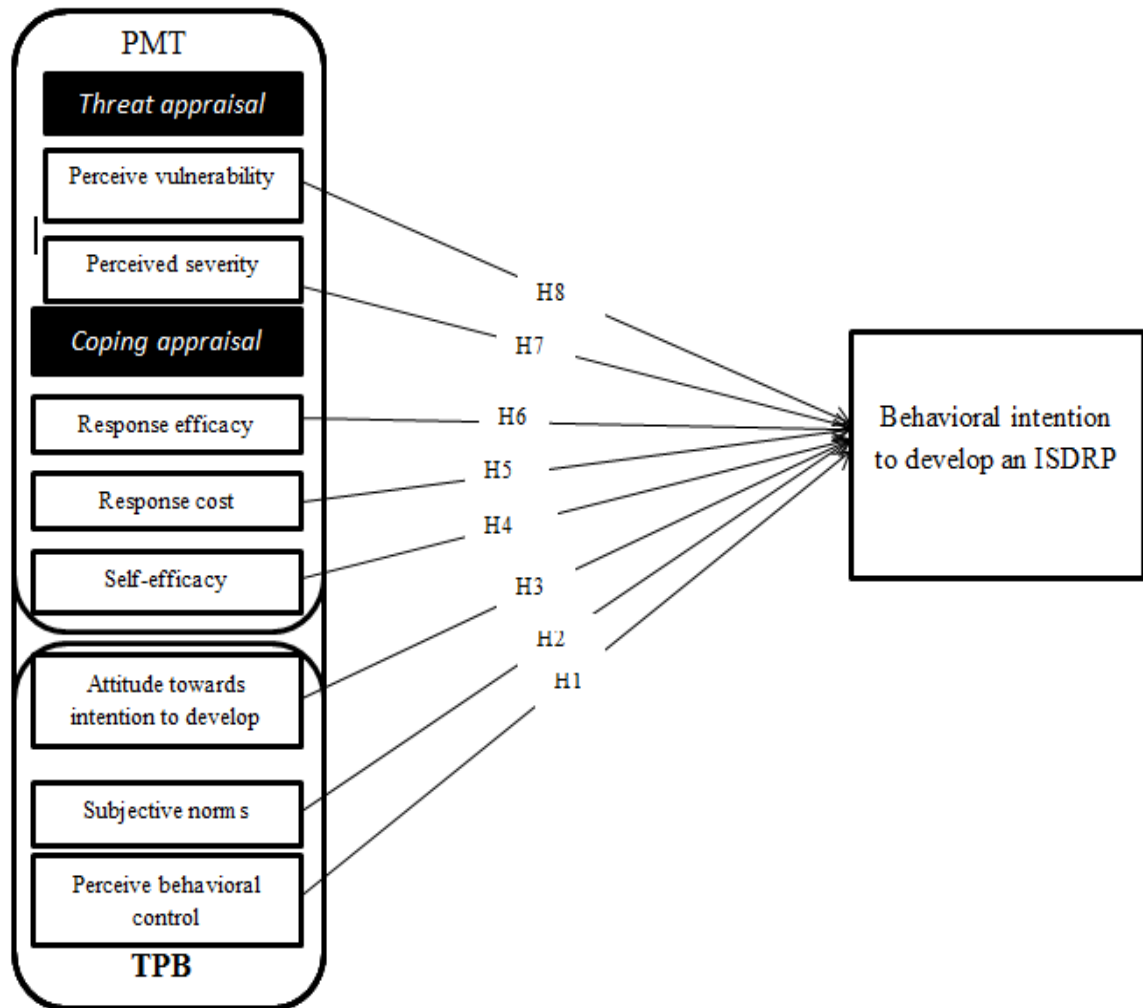 PMT
Threat appraisal
Perceive vulnerability
Perceived severity
Coping appraisal
Response efficacy
Response cost
Self-efficacy
Attitude towards
intention to develop
Subjective norms
Perceive behavioral
control
TPB
H8
H7
H6
H5
H4
H3
H2
H1
Behavioral intention
to develop an ISDRP